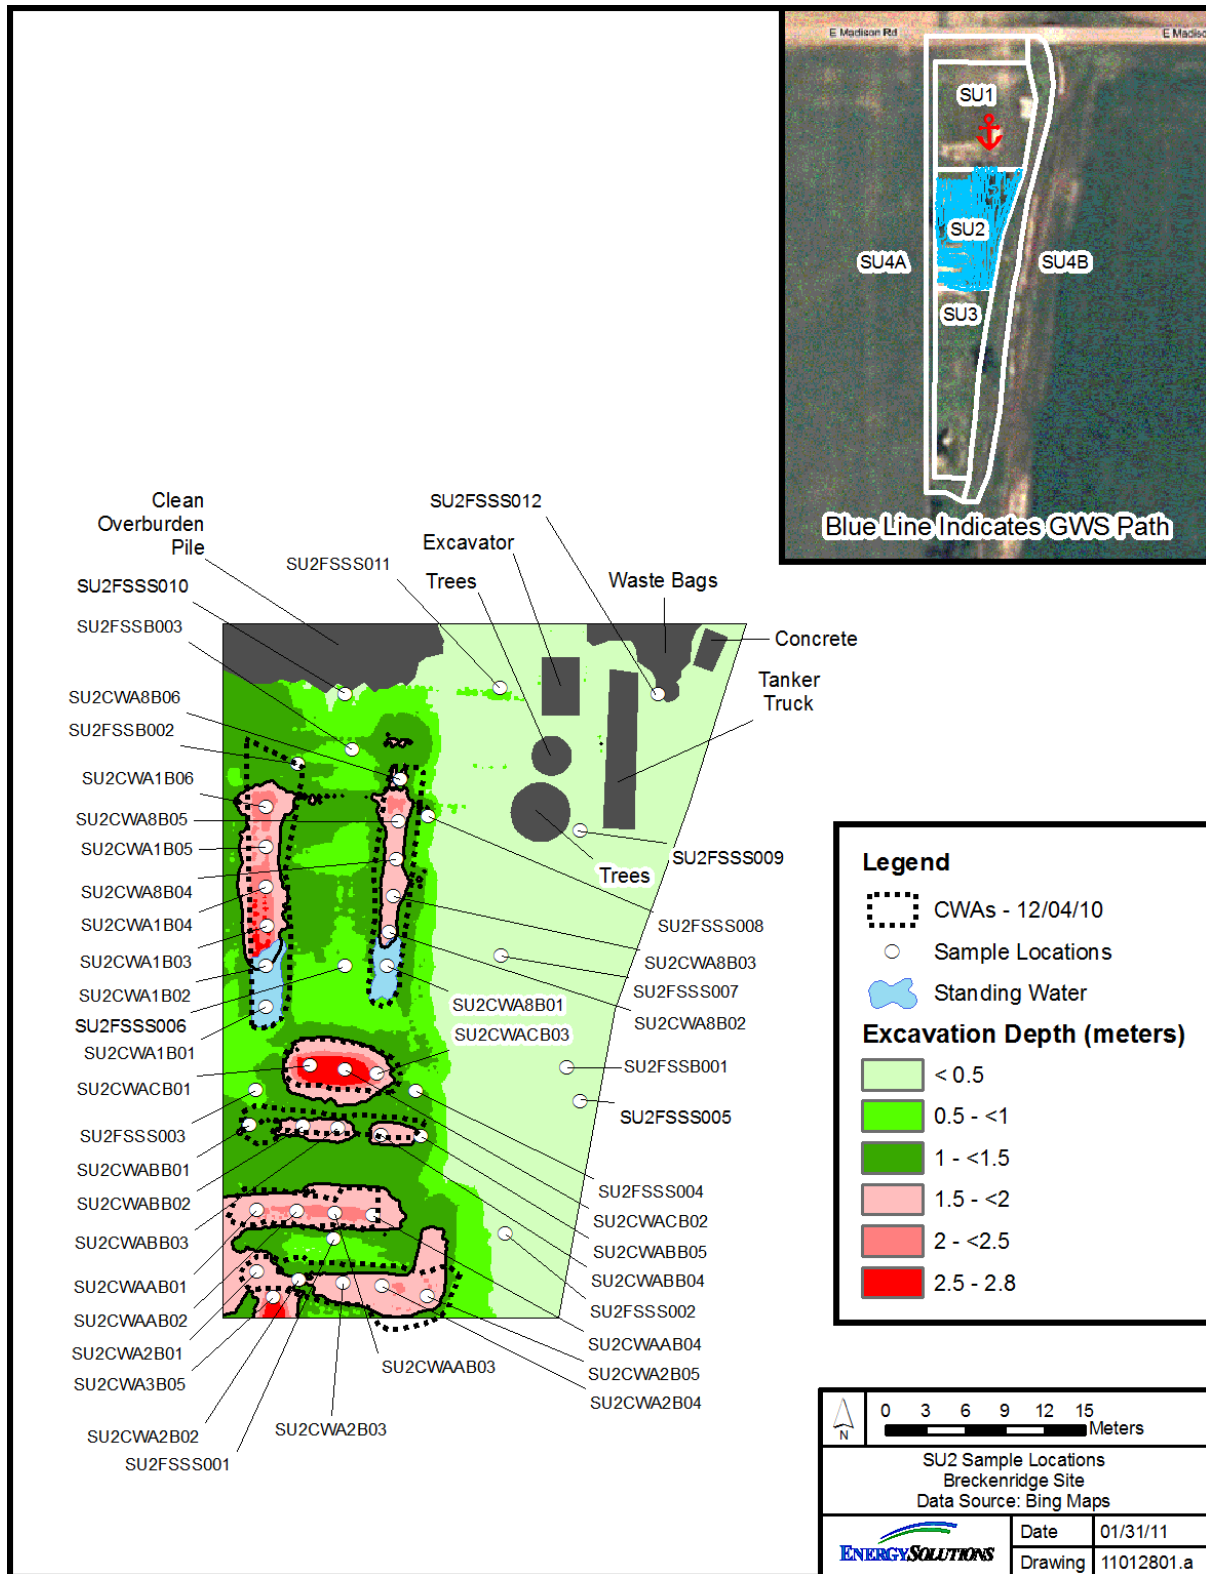 E Madison Rd
E Madiso
SU1
SU2
SU4A
SU4B
SU3
Blue Line Indicates GWS Path
Clean
Overburden
Pile
SU2FSSS012
Excavator
SU2FSSS011
Trees
Waste Bags
SU2FSSS010
SU2FSSB003
Concrete
Tanker
Truck
SU2CWA8B06
SU2FSSB002
SU2CWA1B06
SU2CWA8B05
SU2CWA1B05
SU2FSSS009
Trees
SU2CWA8B04
SU2CWA1B04
SU2FSSS008
SU2CWA1B03
SU2CWA8B03
SU2CWA1B02
SU2FSSS007
SU2CWA8B01
SU2FSSS006
SU2CWA8B02
SU2CWACB03
SU2CWA1B01
SU2FSSB001
SU2CWACB01
SU2FSSS005
SU2FSSS003
SU2CWABB01
SU2FSSS004
SU2CWABB02
SU2CWACB02
SU2CWABB03
SU2CWABB05
SU2CWAAB01
SU2CWABB04
SU2FSSS002
SU2CWAAB02
SU2CWAAB04
SU2CWA2B01
SU2CWAAB03
SU2CWA2B05
SU2CWA3B05
SU2CWA2B04
SU2CWA2B03
SU2CWA2B02
SU2FSSS001
Legend
CWAs - 12/04/10
Sample Locations
Standing Water
Excavation Depth (meters)
< 0.5
0.5 - <1
1 - <1.5
1.5 - <2
2 - <2.5
2.5 - 2.8
N
0 3 6 9 12 15
Meters
SU2 Sample Locations
Breckenridge Site
Data Source: Bing Maps
ENERGYSOLUTIONS
Date 01/31/11
Drawing 11012801.a